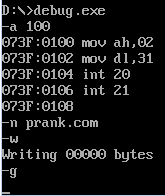 D:\>debug.exe
-a 100
073F:0100 mov ah,02
073F:0102 mov dl,31
073F:0104 int 20
073F:0106 int 21
073F:0108
-n prank.com
-w
Writing 00000 bytes
-g
_